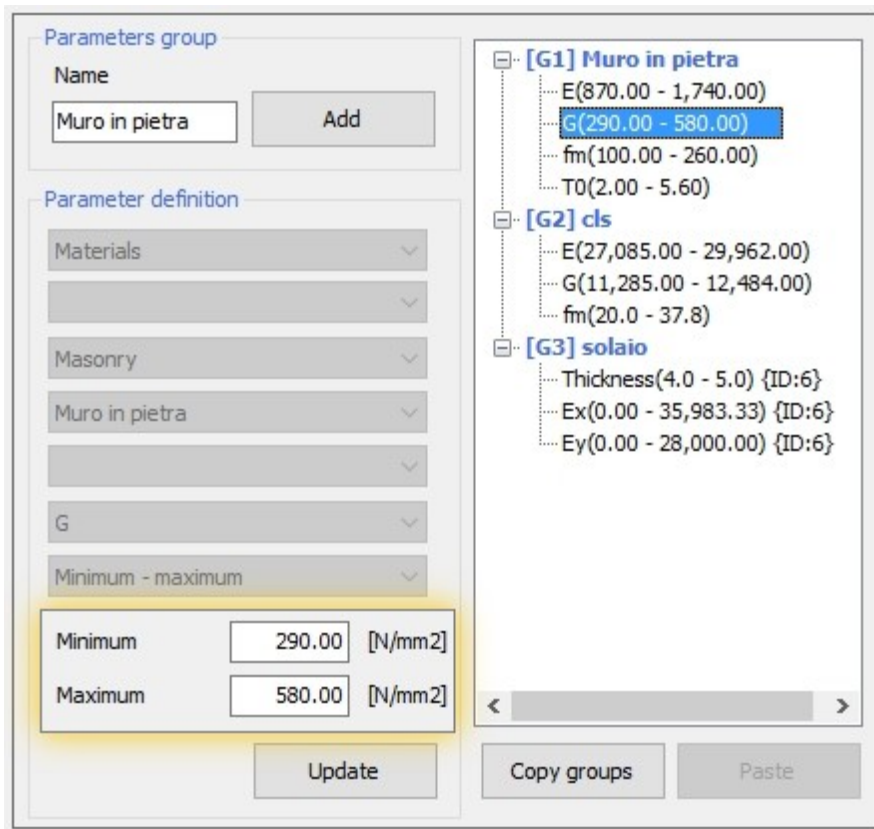 Parameters group
Name
Muro in pietra
Add
Parameter definition
Materials
Masonry
Muro in pietra
G
Minimum - maximum
Minimum 290.00 [N/mm2]
Maximum 580.00 [N/mm2]
Update
[G1] Muro in pietra
E(870.00 - 1,740.00)
G(290.00 - 580.00)
fm(100.00 - 260.00)
T0(2.00 - 5.60)
[G2] cls
E(27,085.00 - 29,962.00)
G(11,285.00 - 12,484.00)
fm(20.0 - 37.8)
[G3] solaio
Thickness(4.0 - 5.0) {ID:6}
Ex(0.00 - 35,983.33) {ID:6}
Ey(0.00 - 28,000.00) {ID:6}
Copy groups
Paste